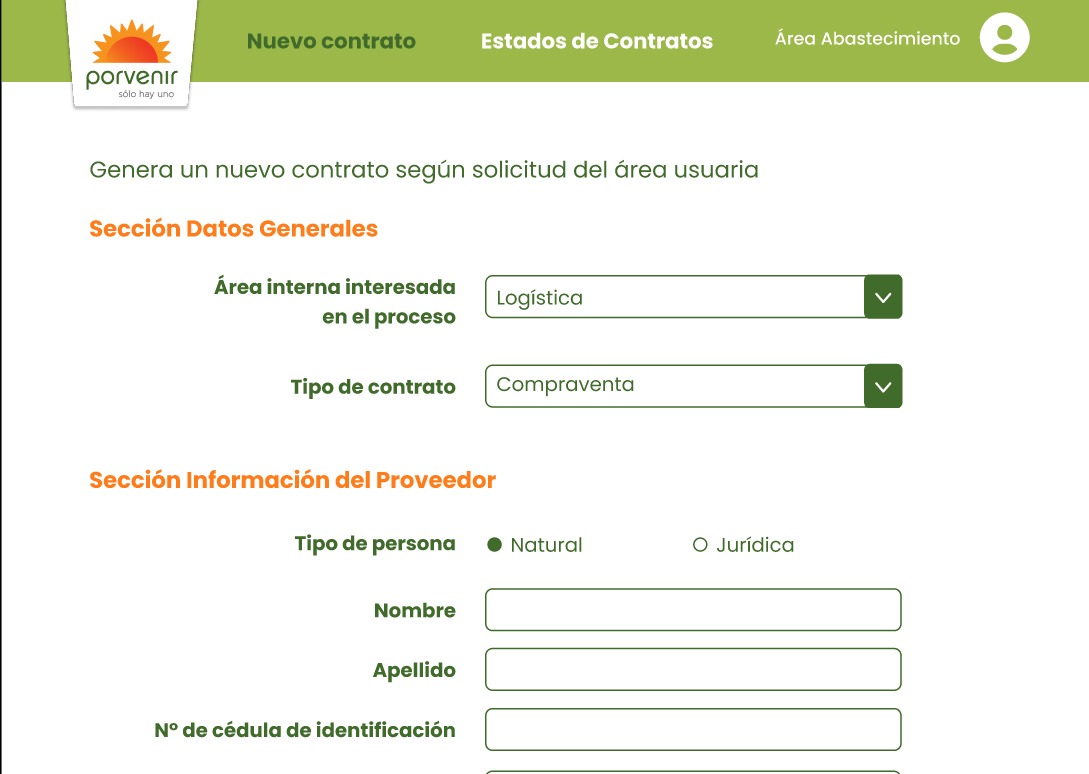 porvenir
sólo hay uno
Nuevo contrato
Estados de Contratos
Área Abastecimiento
Genera un nuevo contrato según solicitud del área usuaria
Sección Datos Generales
Área interna interesada
en el proceso
Logística
Tipo de contrato
Compraventa
Sección Información del Proveedor
Tipo de persona
Natural
Jurídica
Nombre
Apellido
Nº de cédula de identificación